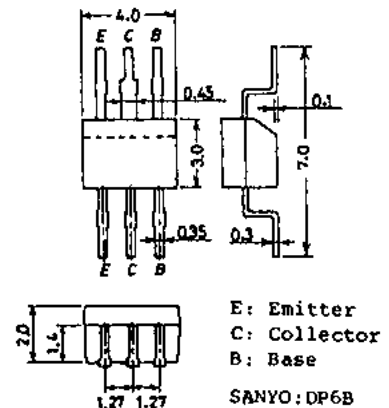 4.0
E C B
0.45
0.1
3.0
7.0
0.35
0.3
E C B
2.0
1.4
1.27 1.27
E: Emitter
C: Collector
B: Base
SANYO: DP6B